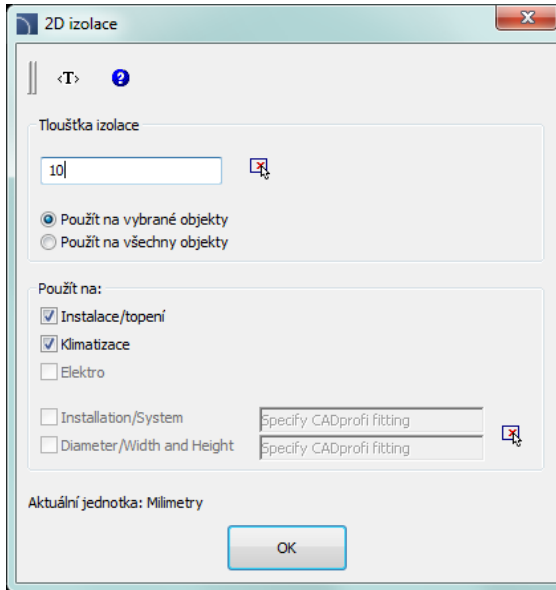 2D izolace
<T>
?
Tloušťka izolace
10
Použít na vybrané objekty
Použít na všechny objekty
Použít na:
Instalace/topení
Klimatizace
Elektro
Installation/System Specify CADprofi fitting
Diameter/Width and Height Specify CADprofi fitting
Aktuální jednotka: Milimetry
OK